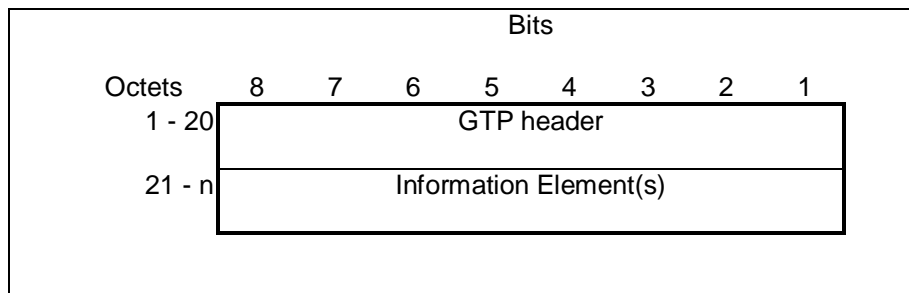 Bits
Octets 8 7 6 5 4 3 2 1
1 - 20 GTP header
21 - n Information Element(s)